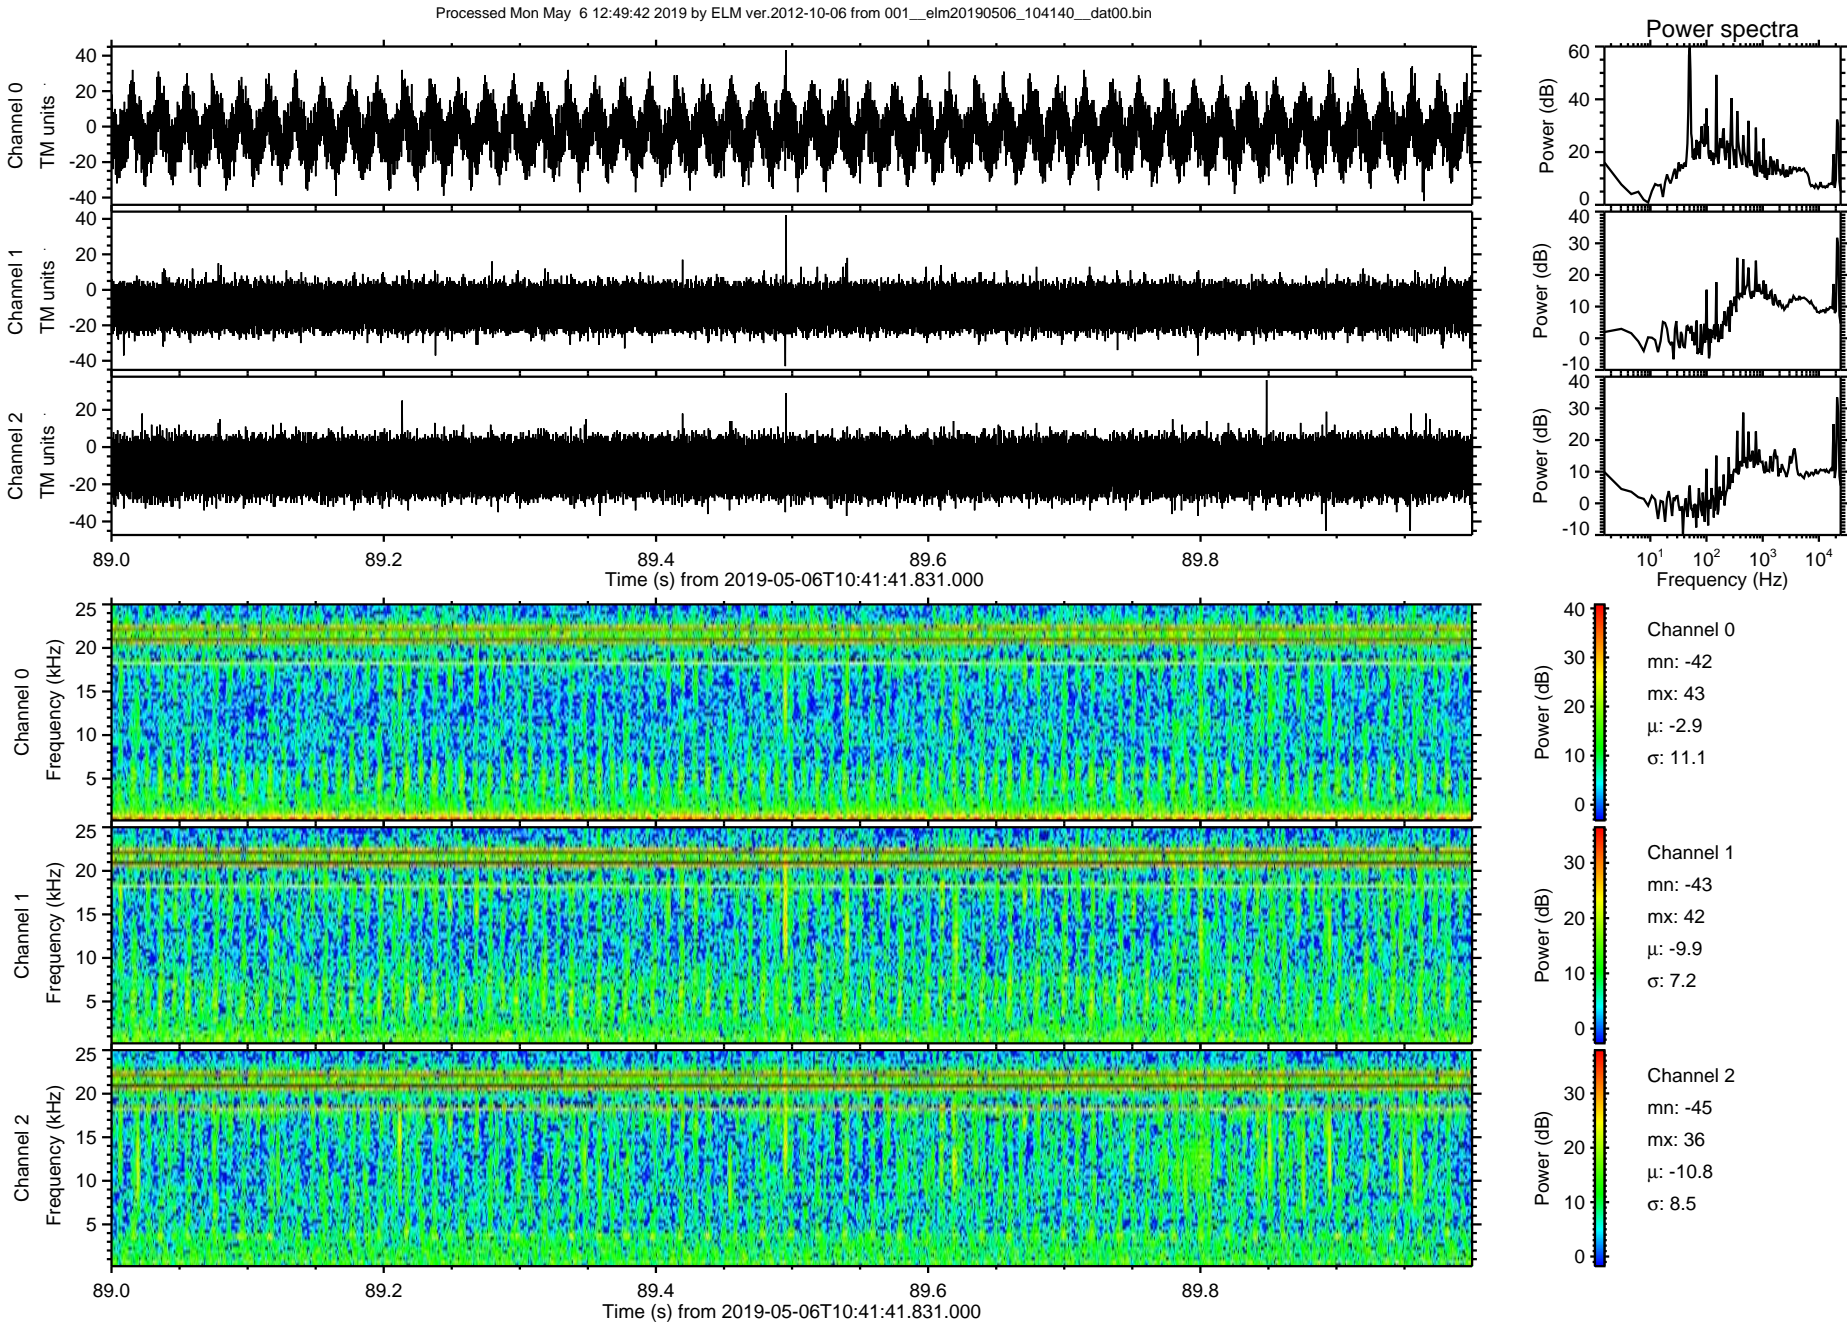 Processed Mon May  6 12:49:42 2019 by ELM ver.2012-10-06 from 001__elm20190506_104140__dat00.bin
Power spectra
Channel 0
TM units
40
20
0
-20
-40
Power (dB)
60
40
20
0
Channel 1
TM units
40
20
0
-20
-40
Power (dB)
40
30
20
10
0
-10
Channel 2
TM units
20
0
-20
-40
Power (dB)
40
30
20
10
0
-10
89.0 89.2 89.4 89.6 89.8
Time (s) from 2019-05-06T10:41:41.831.000
10^1 10^2 10^3 10^4
Frequency (Hz)
Channel 0
Frequency (kHz)
25
20
15
10
5
Power (dB)
40
30
20
10
0
Channel 0
mn: -42
mx: 43
μ: -2.9
σ: 11.1
Channel 1
Frequency (kHz)
25
20
15
10
5
Power (dB)
30
20
10
0
Channel 1
mn: -43
mx: 42
μ: -9.9
σ: 7.2
Channel 2
Frequency (kHz)
25
20
15
10
5
Power (dB)
30
20
10
0
Channel 2
mn: -45
mx: 36
μ: -10.8
σ: 8.5
89.0 89.2 89.4 89.6 89.8
Time (s) from 2019-05-06T10:41:41.831.000